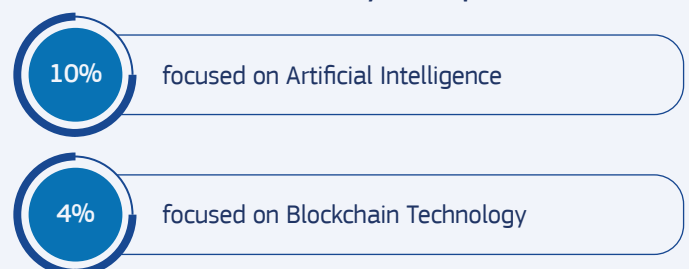 10% focused on Artificial Intelligence
4% focused on Blockchain Technology